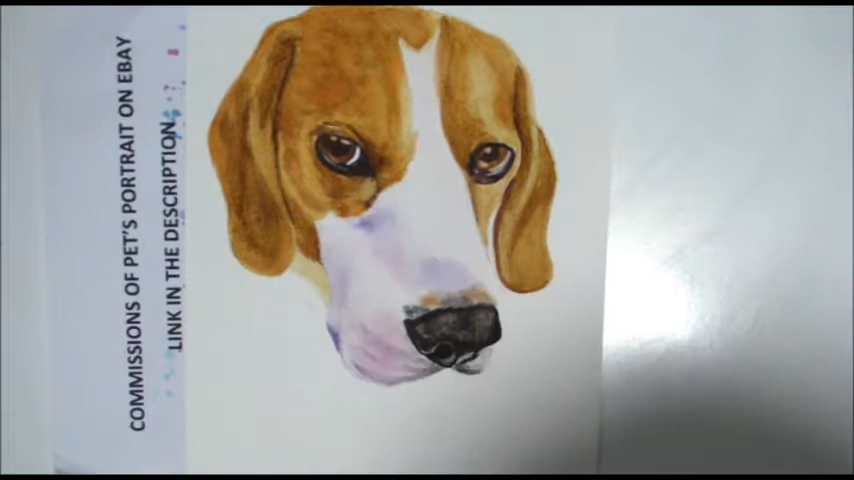 COMMISSIONS OF PET'S PORTRAIT ON EBAY
LINK IN THE DESCRIPTION